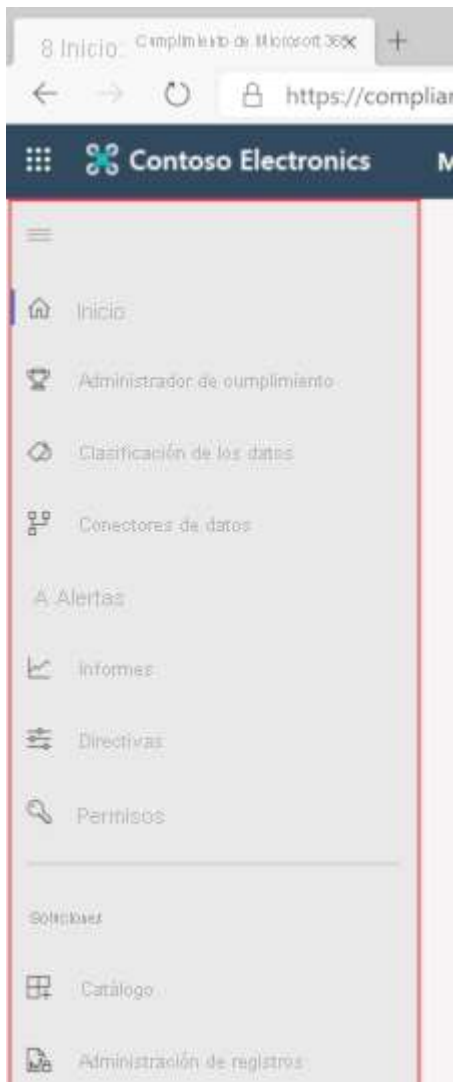 8 Inicio: Cumplimiento de Microsoft 365
https://complian
Contoso Electronics M
Inicio
Administrador de cumplimiento
Clasificación de los datos
Conectores de datos
A Alertas
Informes
Directivas
Permisos
Soluciones
Catálogo
Administración de registros